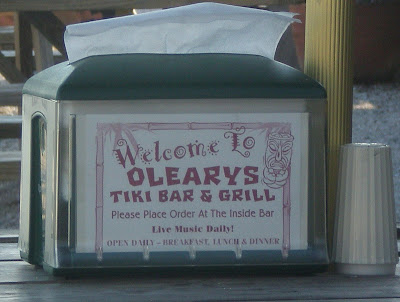 Welcome To
OLEARYS
TIKI BAR & GRILL
Please Place Order At The Inside Bar
Live Music Daily!
OPEN DAILY - BREAKFAST, LUNCH & DINNER